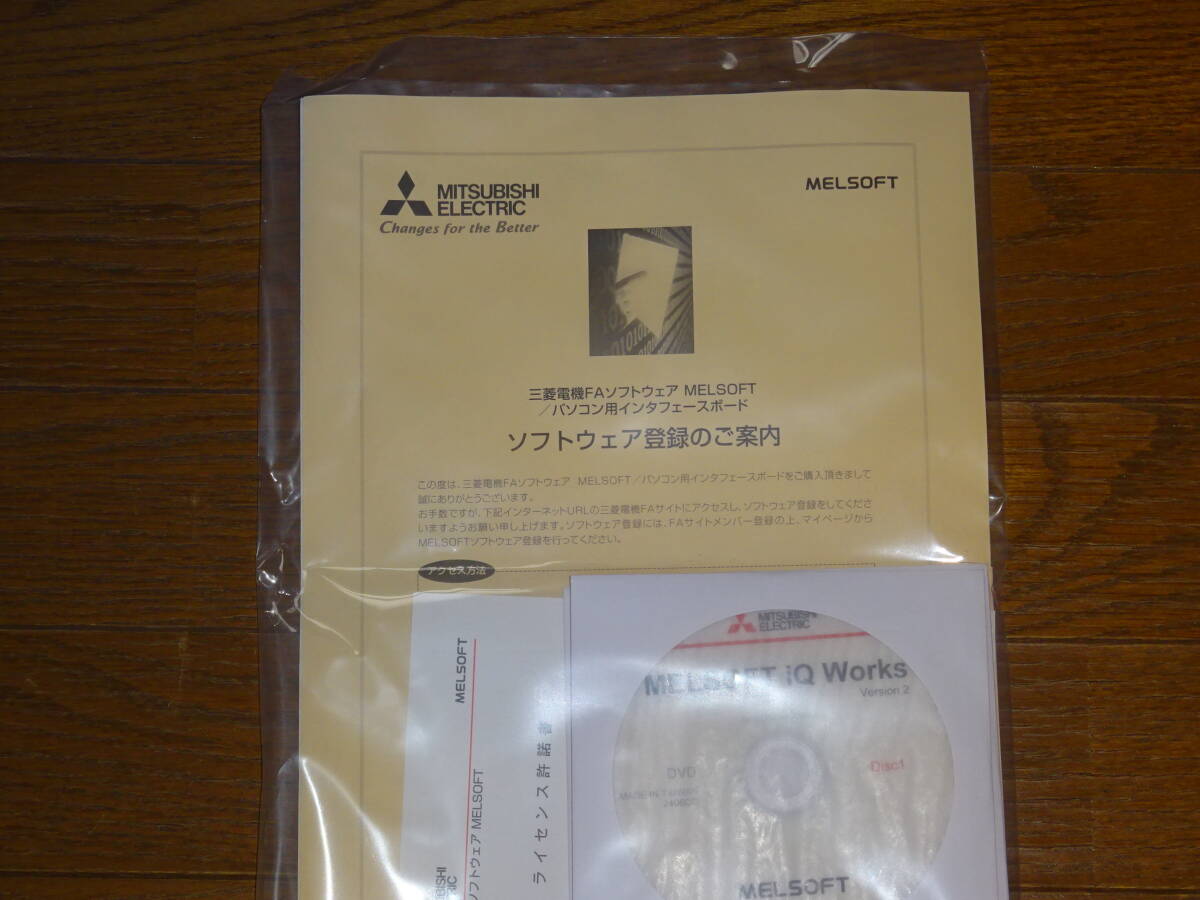 MITSUBISHI
ELECTRIC
Changes for the Better
MELSOFT
三菱電機FAソフトウェア MELSOFT
／パソコン用インタフェースボード
ソフトウェア登録のご案内
この度は、三菱電機FAソフトウェア MELSOFT／パソコン用インタフェースボードをご購入頂きまして
誠にありがとうございます。
お手数ですが、下記インターネットURLの三菱電機FAサイトにアクセスし、ソフトウェア登録をしてくださ
いますようお願い申し上げます。ソフトウェア登録には、FAサイトメンバー登録の上、マイページから
MELSOFTソフトウェア登録を行ってください。
アクセス方法
MELSOFT
ソフトウェア MELSOFT
ライセンス許諾書
MITSUBISHI
ELECTRIC
MELSOFT iQ Works
Version 2
DVD
Disc1
MADE IN
MELSOFT